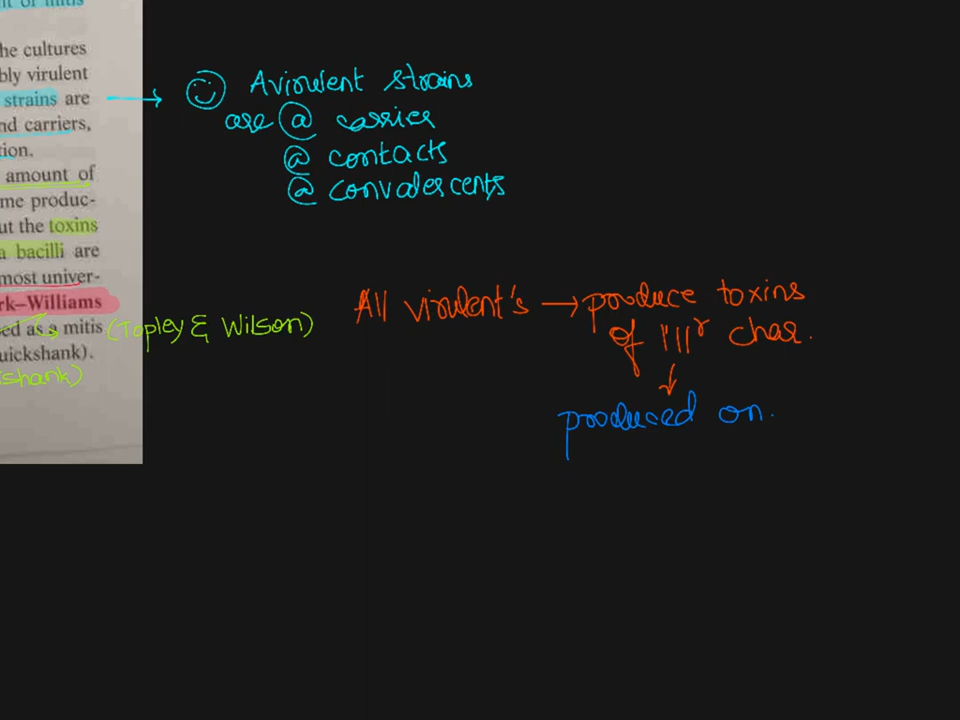 he cultures
bly virulent
strains are
nd carriers,
tion.
amount of
me produc-
ut the toxins
a bacilli are
most univer-
rk–Williams
ed as a mitis
uickshank).
shank)
(Topley & Wilson)
Avirulent strains
are @ carrier
@ contacts
@ convalescents
All virulent's → produce toxins
of char.
↓
produced on.